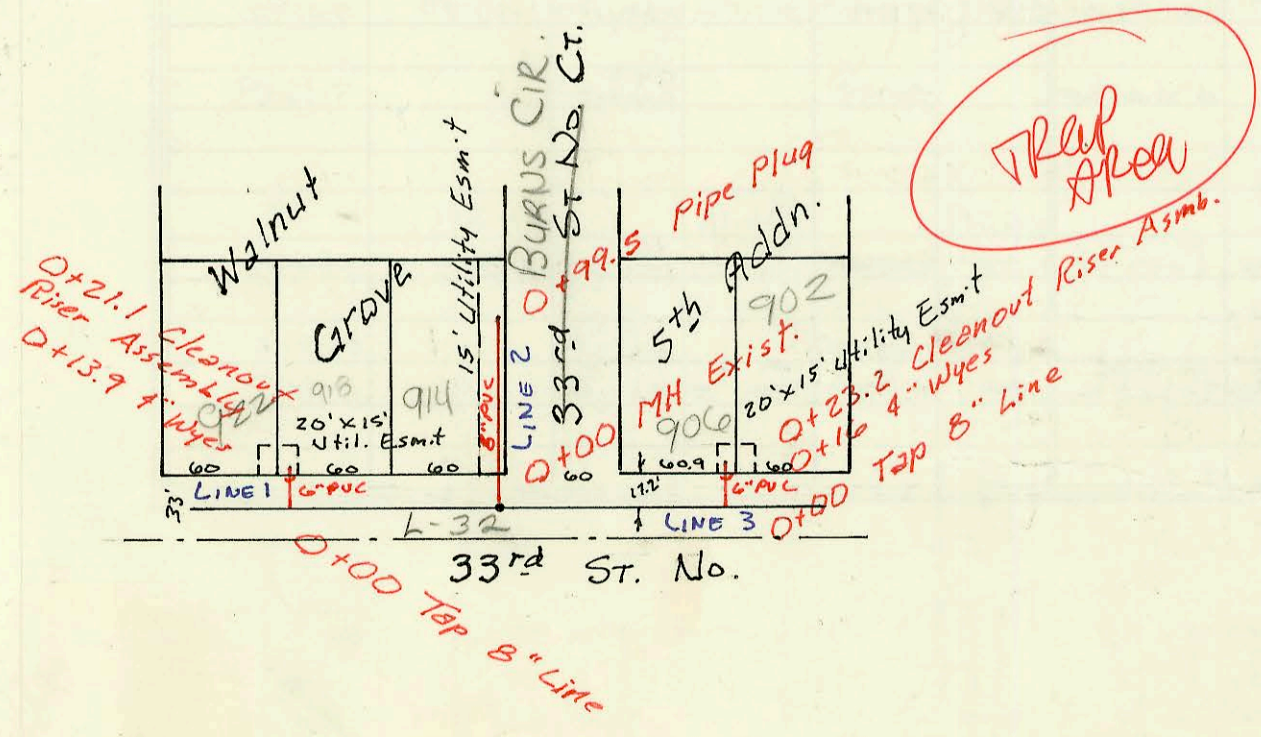 TRAP
AREA
BURNS CIR.
33rd ST. NO. CT.
0+99.5 pipe plug
15' Utility Esm't
Walnut
Grove
5th Addn.
902
0+21.1 Cleanout
Riser Assembly
0+13.9 4" Wyes
922
918
914
20' x 15'
Util. Esm't
8" PVC
LINE 2
0+00 MH Exist.
906
20' x 15' Utility Esm't
0+23.2 Cleanout Riser Asmb.
0+16 4" Wyes
0+00 Tap 8" Line
60
60
60
60
60.9
60
33'
LINE 1
6" PVC
17.2'
LINE 3
6" PVC
L-32
33rd ST. No.
0+00 Tap 8" Line